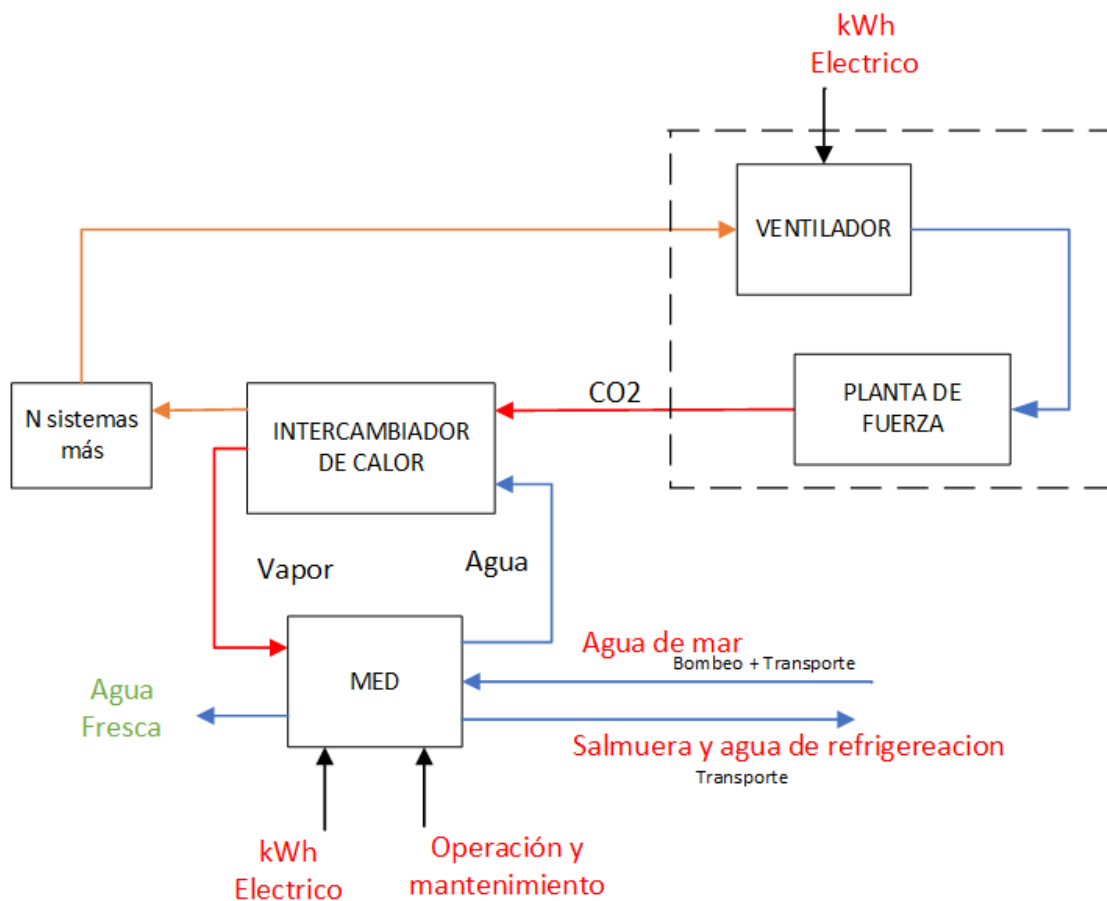 kWh
Electrico
VENTILADOR
N sistemas
más
INTERCAMBIADOR
DE CALOR
CO2
PLANTA DE
FUERZA
Vapor
Agua
MED
Agua de mar
Bombeo + Transporte
Agua
Fresca
Salmuera y agua de refrigereacion
Transporte
kWh
Electrico
Operación y
mantenimiento